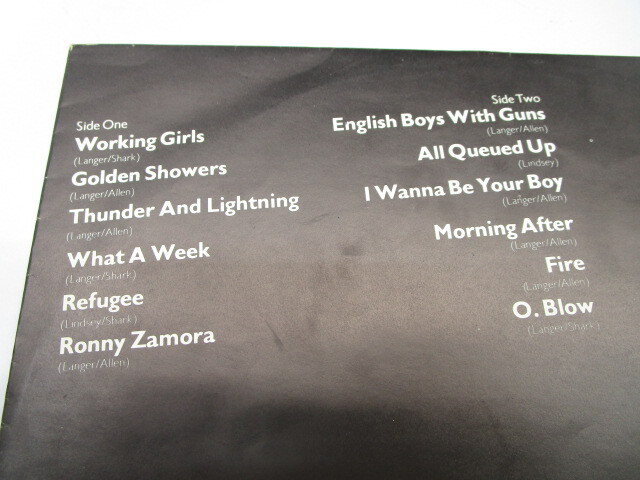 Side One
Working Girls
(Langer/Shark)
Golden Showers
(Langer/Allen)
Thunder And Lightning
(Langer/Allen)
What A Week
(Langer/Shark)
Refugee
(Lindsey/Shark)
Ronny Zamora
(Langer/Allen)
Side Two
English Boys With Guns
(Langer/Allen)
All Queued Up
(Lindsey)
I Wanna Be Your Boy
(Langer/Allen)
Morning After
(Langer/Allen)
Fire
(Langer/Allen)
O. Blow
(Langer/Shark)